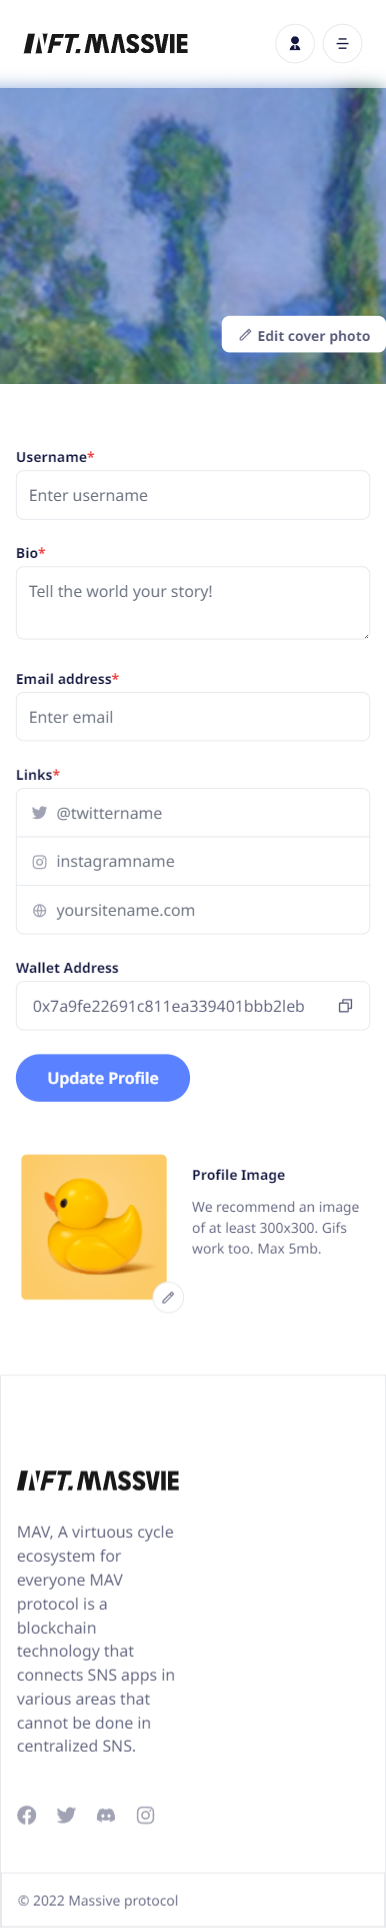 NFT. MASSVIE
Edit cover photo
Username*
Enter username
Bio*
Tell the world your story!
Email address*
Enter email
Links*
@twittername
instagramname
yoursitename.com
Wallet Address
0x7a9fe22691c811ea339401bbb2leb
Update Profile
Profile Image
We recommend an image
of at least 300x300. Gifs
work too. Max 5mb.
NFT. MASSVIE
MAV, A virtuous cycle
ecosystem for
everyone MAV
protocol is a
blockchain
technology that
connects SNS apps in
various areas that
cannot be done in
centralized SNS.
© 2022 Massive protocol